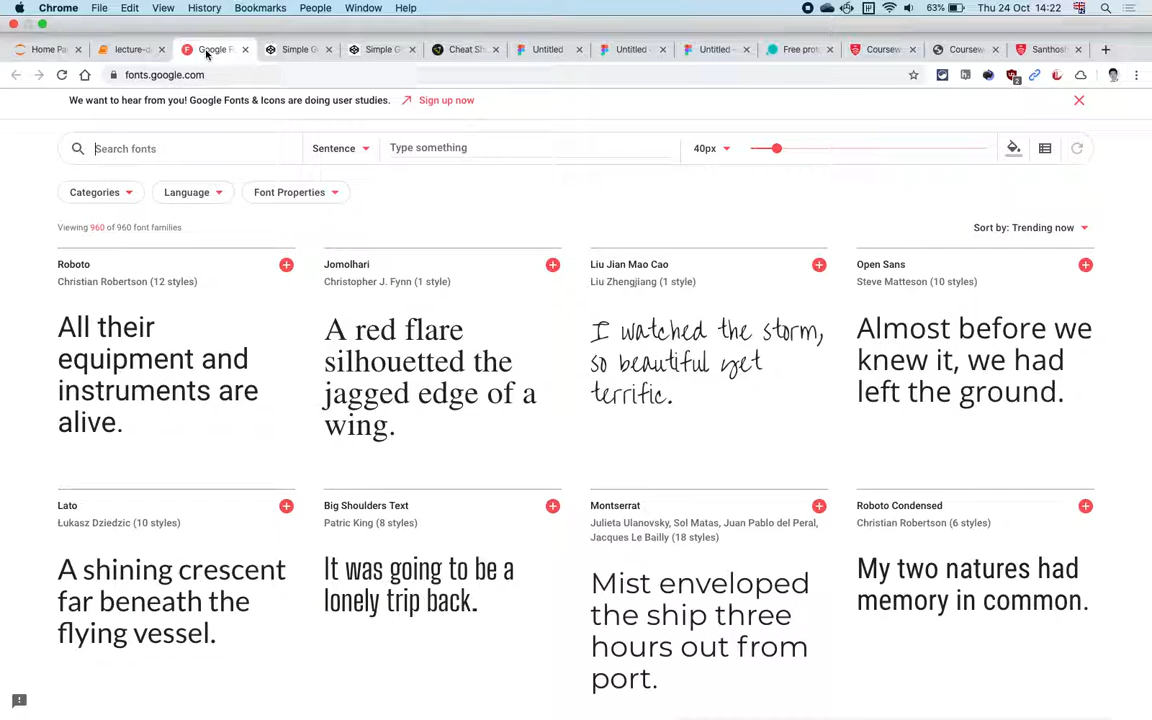 Chrome File Edit View History Bookmarks People Window Help 63% Thu 24 Oct 14:22
Home Pa lecture-d Google F Simple G Simple G Cheat Sh Untitled Untitled Untitled Free prot Coursew Coursew Santhosh
fonts.google.com
We want to hear from you! Google Fonts & Icons are doing user studies. Sign up now
Search fonts Sentence Type something 40px
Categories Language Font Properties
Viewing 960 of 960 font families Sort by: Trending now
Roboto
Christian Robertson (12 styles)
All their
equipment and
instruments are
alive.
Jomolhari
Christopher J. Fynn (1 style)
A red flare
silhouetted the
jagged edge of a
wing.
Liu Jian Mao Cao
Liu Zhengjiang (1 style)
I watched the storm,
so beautiful yet
terrific.
Open Sans
Steve Matteson (10 styles)
Almost before we
knew it, we had
left the ground.
Lato
Łukasz Dziedzic (10 styles)
A shining crescent
far beneath the
flying vessel.
Big Shoulders Text
Patric King (8 styles)
It was going to be a
lonely trip back.
Montserrat
Julieta Ulanovsky, Sol Matas, Juan Pablo del Peral,
Jacques Le Bailly (18 styles)
Mist enveloped
the ship three
hours out from
port.
Roboto Condensed
Christian Robertson (6 styles)
My two natures had
memory in common.